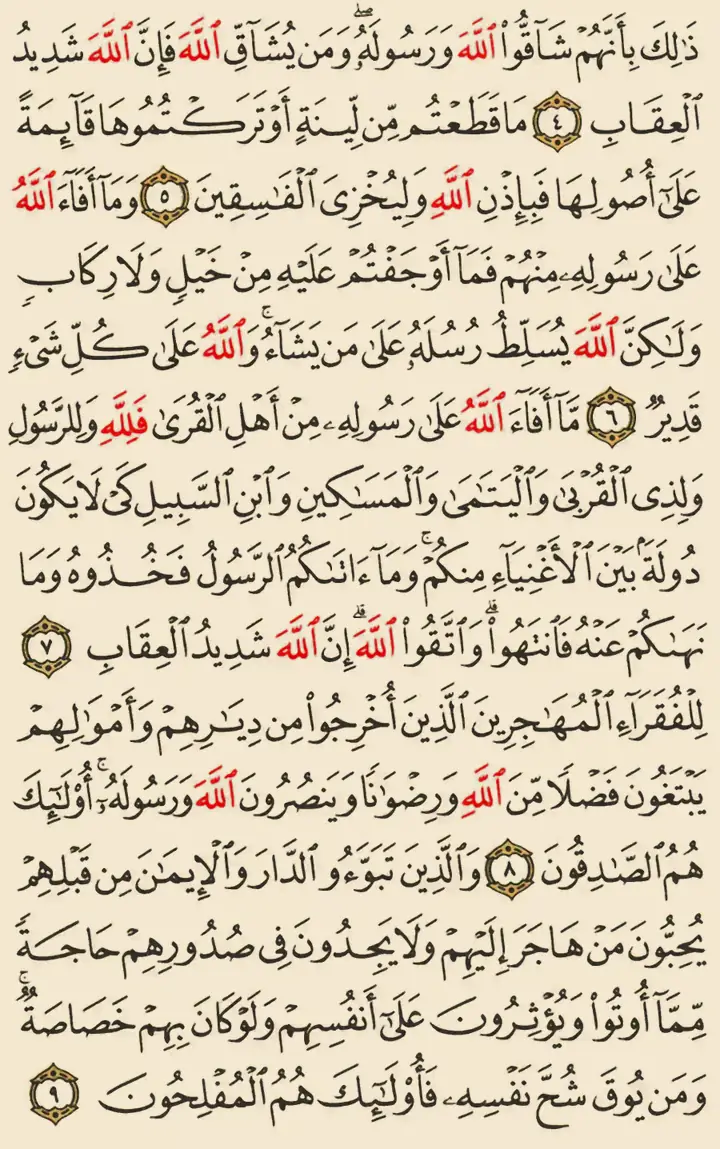 ذَٰلِكَ بِأَنَّهُمْ شَآقُّوا۟ ٱللَّهَ وَرَسُولَهُۥ ۖ وَمَن يُشَآقِّ ٱللَّهَ فَإِنَّ ٱللَّهَ شَدِيدُ
ٱلْعِقَابِ ٤ مَا قَطَعْتُم مِّن لِّينَةٍ أَوْ تَرَكْتُمُوهَا قَآئِمَةً
عَلَىٰٓ أُصُولِهَا فَبِإِذْنِ ٱللَّهِ وَلِيُخْزِىَ ٱلْفَـٰسِقِينَ ٥ وَمَآ أَفَآءَ ٱللَّهُ
عَلَىٰ رَسُولِهِۦ مِنْهُمْ فَمَآ أَوْجَفْتُمْ عَلَيْهِ مِنْ خَيْلٍ وَلَا رِكَابٍ
وَلَـٰكِنَّ ٱللَّهَ يُسَلِّطُ رُسُلَهُۥ عَلَىٰ مَن يَشَآءُ ۚ وَٱللَّهُ عَلَىٰ كُلِّ شَىْءٍ
قَدِيرٌ ٦ مَّآ أَفَآءَ ٱللَّهُ عَلَىٰ رَسُولِهِۦ مِنْ أَهْلِ ٱلْقُرَىٰ فَلِلَّهِ وَلِلرَّسُولِ
وَلِذِى ٱلْقُرْبَىٰ وَٱلْيَتَـٰمَىٰ وَٱلْمَسَـٰكِينِ وَٱبْنِ ٱلسَّبِيلِ كَىْ لَا يَكُونَ
دُولَةًۢ بَيْنَ ٱلْأَغْنِيَآءِ مِنكُمْ ۚ وَمَآ ءَاتَىٰكُمُ ٱلرَّسُولُ فَخُذُوهُ وَمَا
نَهَىٰكُمْ عَنْهُ فَٱنتَهُوا۟ ۚ وَٱتَّقُوا۟ ٱللَّهَ ۖ إِنَّ ٱللَّهَ شَدِيدُ ٱلْعِقَابِ ٧
لِلْفُقَرَآءِ ٱلْمُهَـٰجِرِينَ ٱلَّذِينَ أُخْرِجُوا۟ مِن دِيَـٰرِهِمْ وَأَمْوَٰلِهِمْ
يَبْتَغُونَ فَضْلًا مِّنَ ٱللَّهِ وَرِضْوَٰنًا وَيَنصُرُونَ ٱللَّهَ وَرَسُولَهُۥٓ ۚ أُو۟لَـٰٓئِكَ
هُمُ ٱلصَّـٰدِقُونَ ٨ وَٱلَّذِينَ تَبَوَّءُو ٱلدَّارَ وَٱلْإِيمَـٰنَ مِن قَبْلِهِمْ
يُحِبُّونَ مَنْ هَاجَرَ إِلَيْهِمْ وَلَا يَجِدُونَ فِى صُدُورِهِمْ حَاجَةً
مِّمَّآ أُوتُوا۟ وَيُؤْثِرُونَ عَلَىٰٓ أَنفُسِهِمْ وَلَوْ كَانَ بِهِمْ خَصَاصَةٌ ۚ
وَمَن يُوقَ شُحَّ نَفْسِهِۦ فَأُو۟لَـٰٓئِكَ هُمُ ٱلْمُفْلِحُونَ ٩